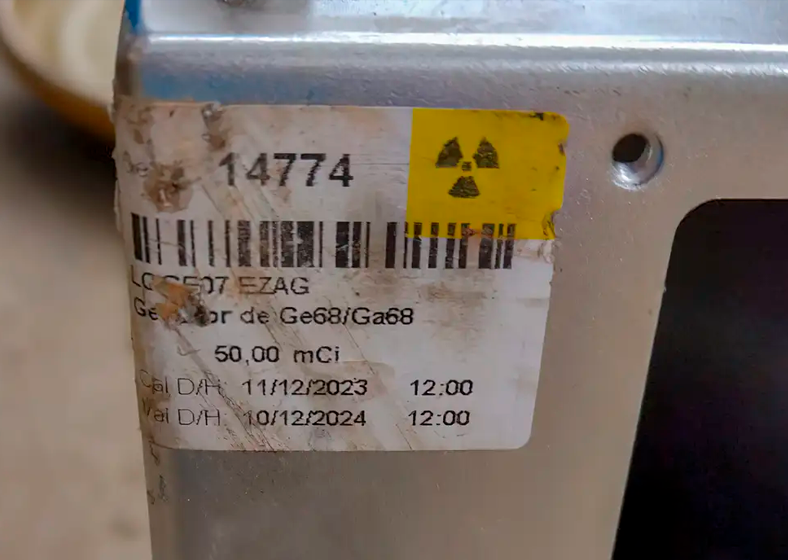 14774
EZAG
de Ge68/Ga68
50,00 mCi
D/H: 11/12/2023 12:00
D/H: 10/12/2024 12:00